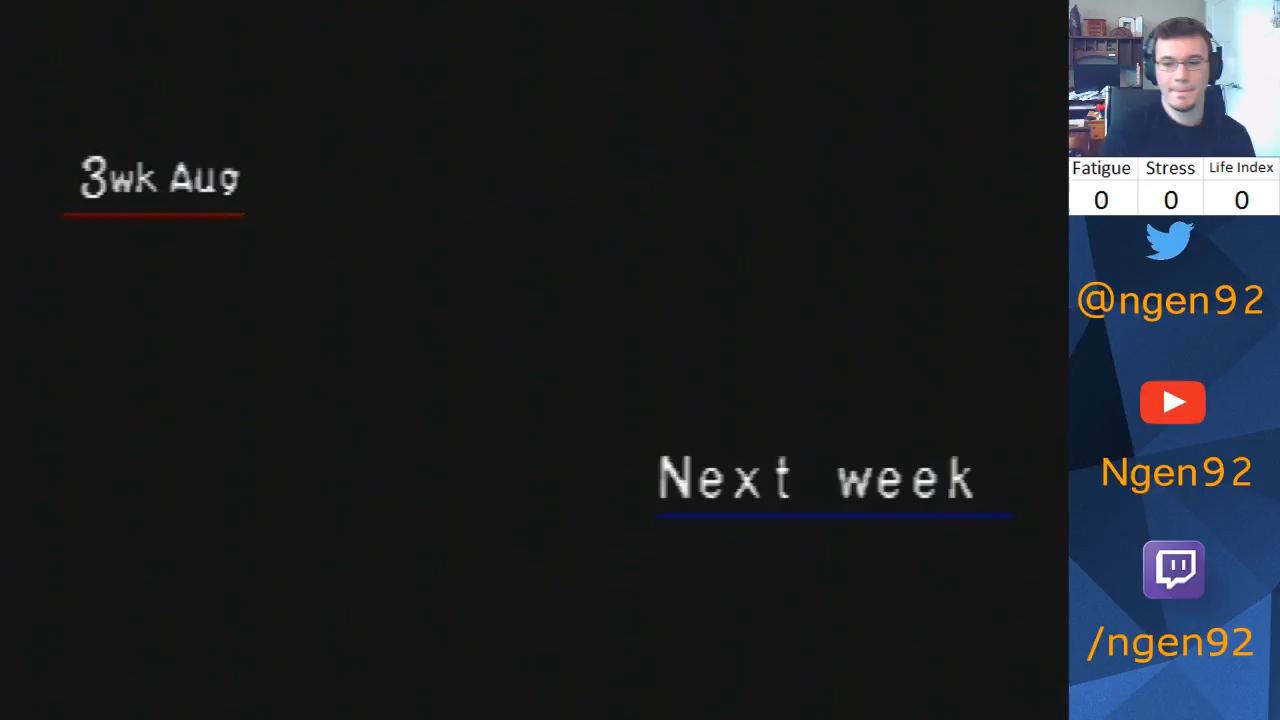 3wk Aug
Next week
Fatigue Stress Life Index
0 0 0
@ngen92
Ngen92
/ngen92